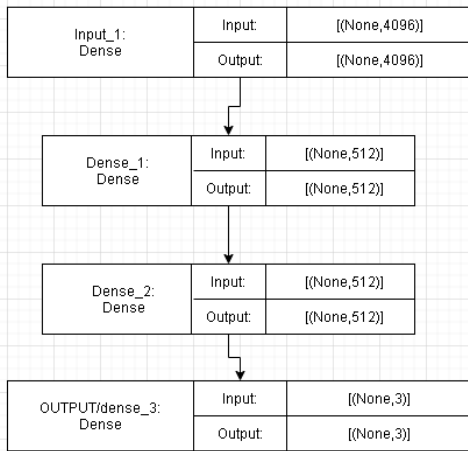 Input_1:
Dense
Input:
[(None,4096)]
Output:
[(None,4096)]
Dense_1:
Dense
Input:
[(None,512)]
Output:
[(None,512)]
Dense_2:
Dense
Input:
[(None,512)]
Output:
[(None,512)]
OUTPUT/dense_3:
Dense
Input:
[(None,3)]
Output:
[(None,3)]